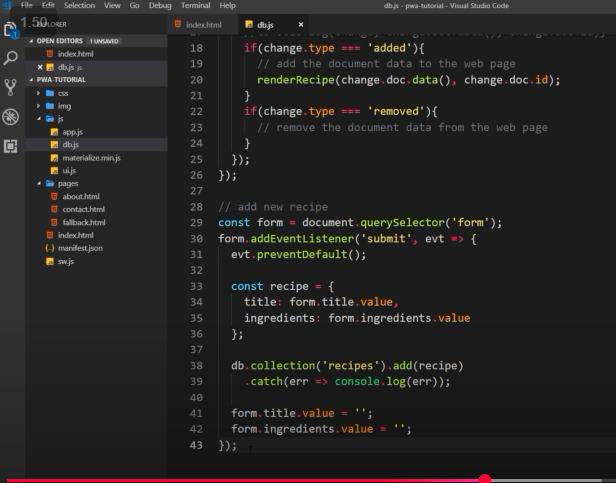 File Edit Selection View Go Debug Terminal Help
db.js - pwa-tutorial - Visual Studio Code
1.50
EXPLORER
OPEN EDITORS 1 UNSAVED
index.html
db.js js
PWA-TUTORIAL
css
img
js
app.js
db.js
materialize.min.js
ui.js
pages
about.html
contact.html
fallback.html
index.html
manifest.json
sw.js
index.html
db.js
18 if(change.type === 'added'){
19 // add the document data to the web page
20 renderRecipe(change.doc.data(), change.doc.id);
21 }
22 if(change.type === 'removed'){
23 // remove the document data from the web page
24 }
25 });
26 });
27
28 // add new recipe
29 const form = document.querySelector('form');
30 form.addEventListener('submit', evt => {
31 evt.preventDefault();
32
33 const recipe = {
34 title: form.title.value,
35 ingredients: form.ingredients.value
36 };
37
38 db.collection('recipes').add(recipe)
39 .catch(err => console.log(err));
40
41 form.title.value = '';
42 form.ingredients.value = '';
43 });